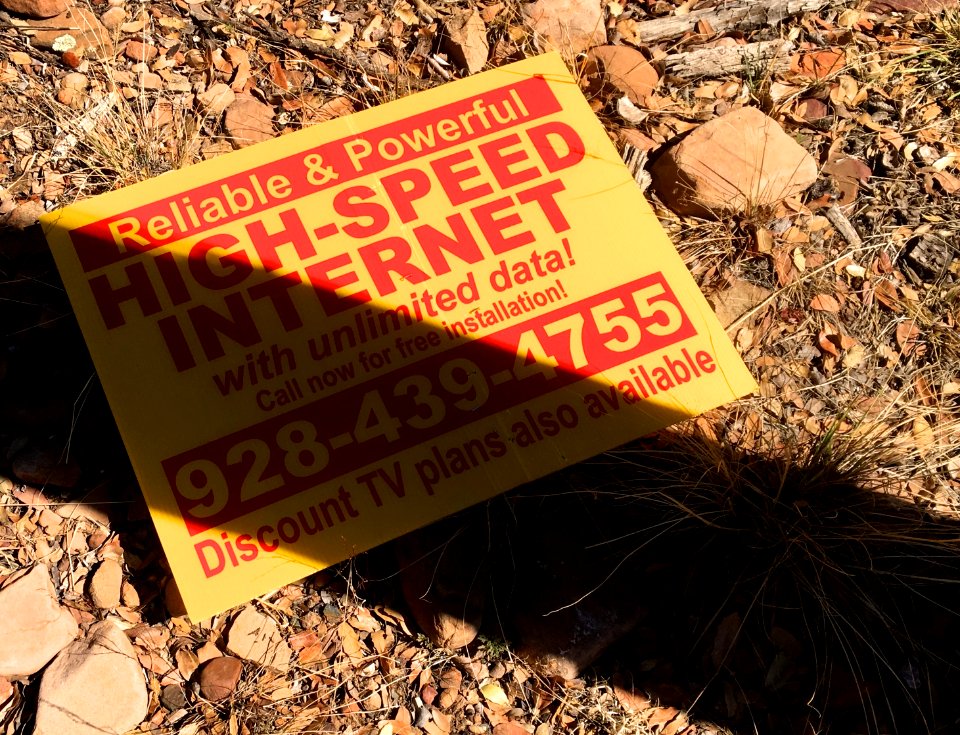 Reliable & Powerful
HIGH-SPEED
INTERNET
with unlimited data!
Call now for free installation!
928-439-4755
Discount TV plans also available